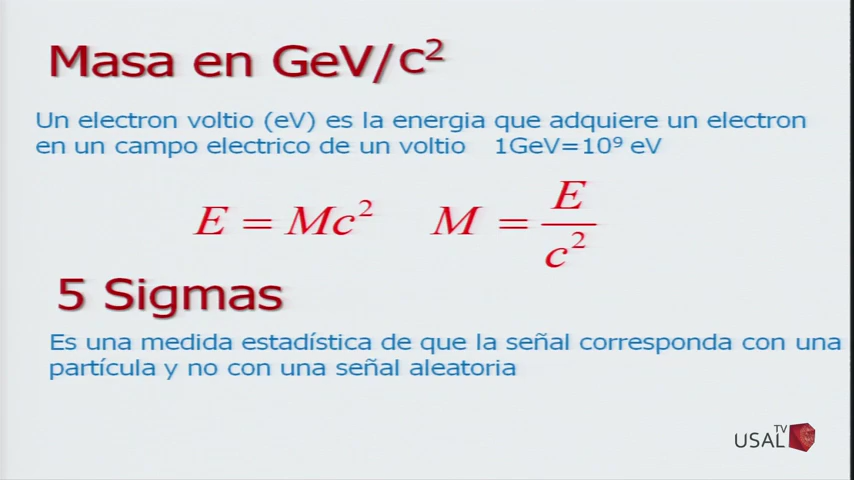 Masa en GeV/c²
Un electron voltio (eV) es la energia que adquiere un electron
en un campo electrico de un voltio 1GeV=10⁹ eV
E = Mc² M = E/c²
5 Sigmas
Es una medida estadística de que la señal corresponda con una
partícula y no con una señal aleatoria
USAL TV